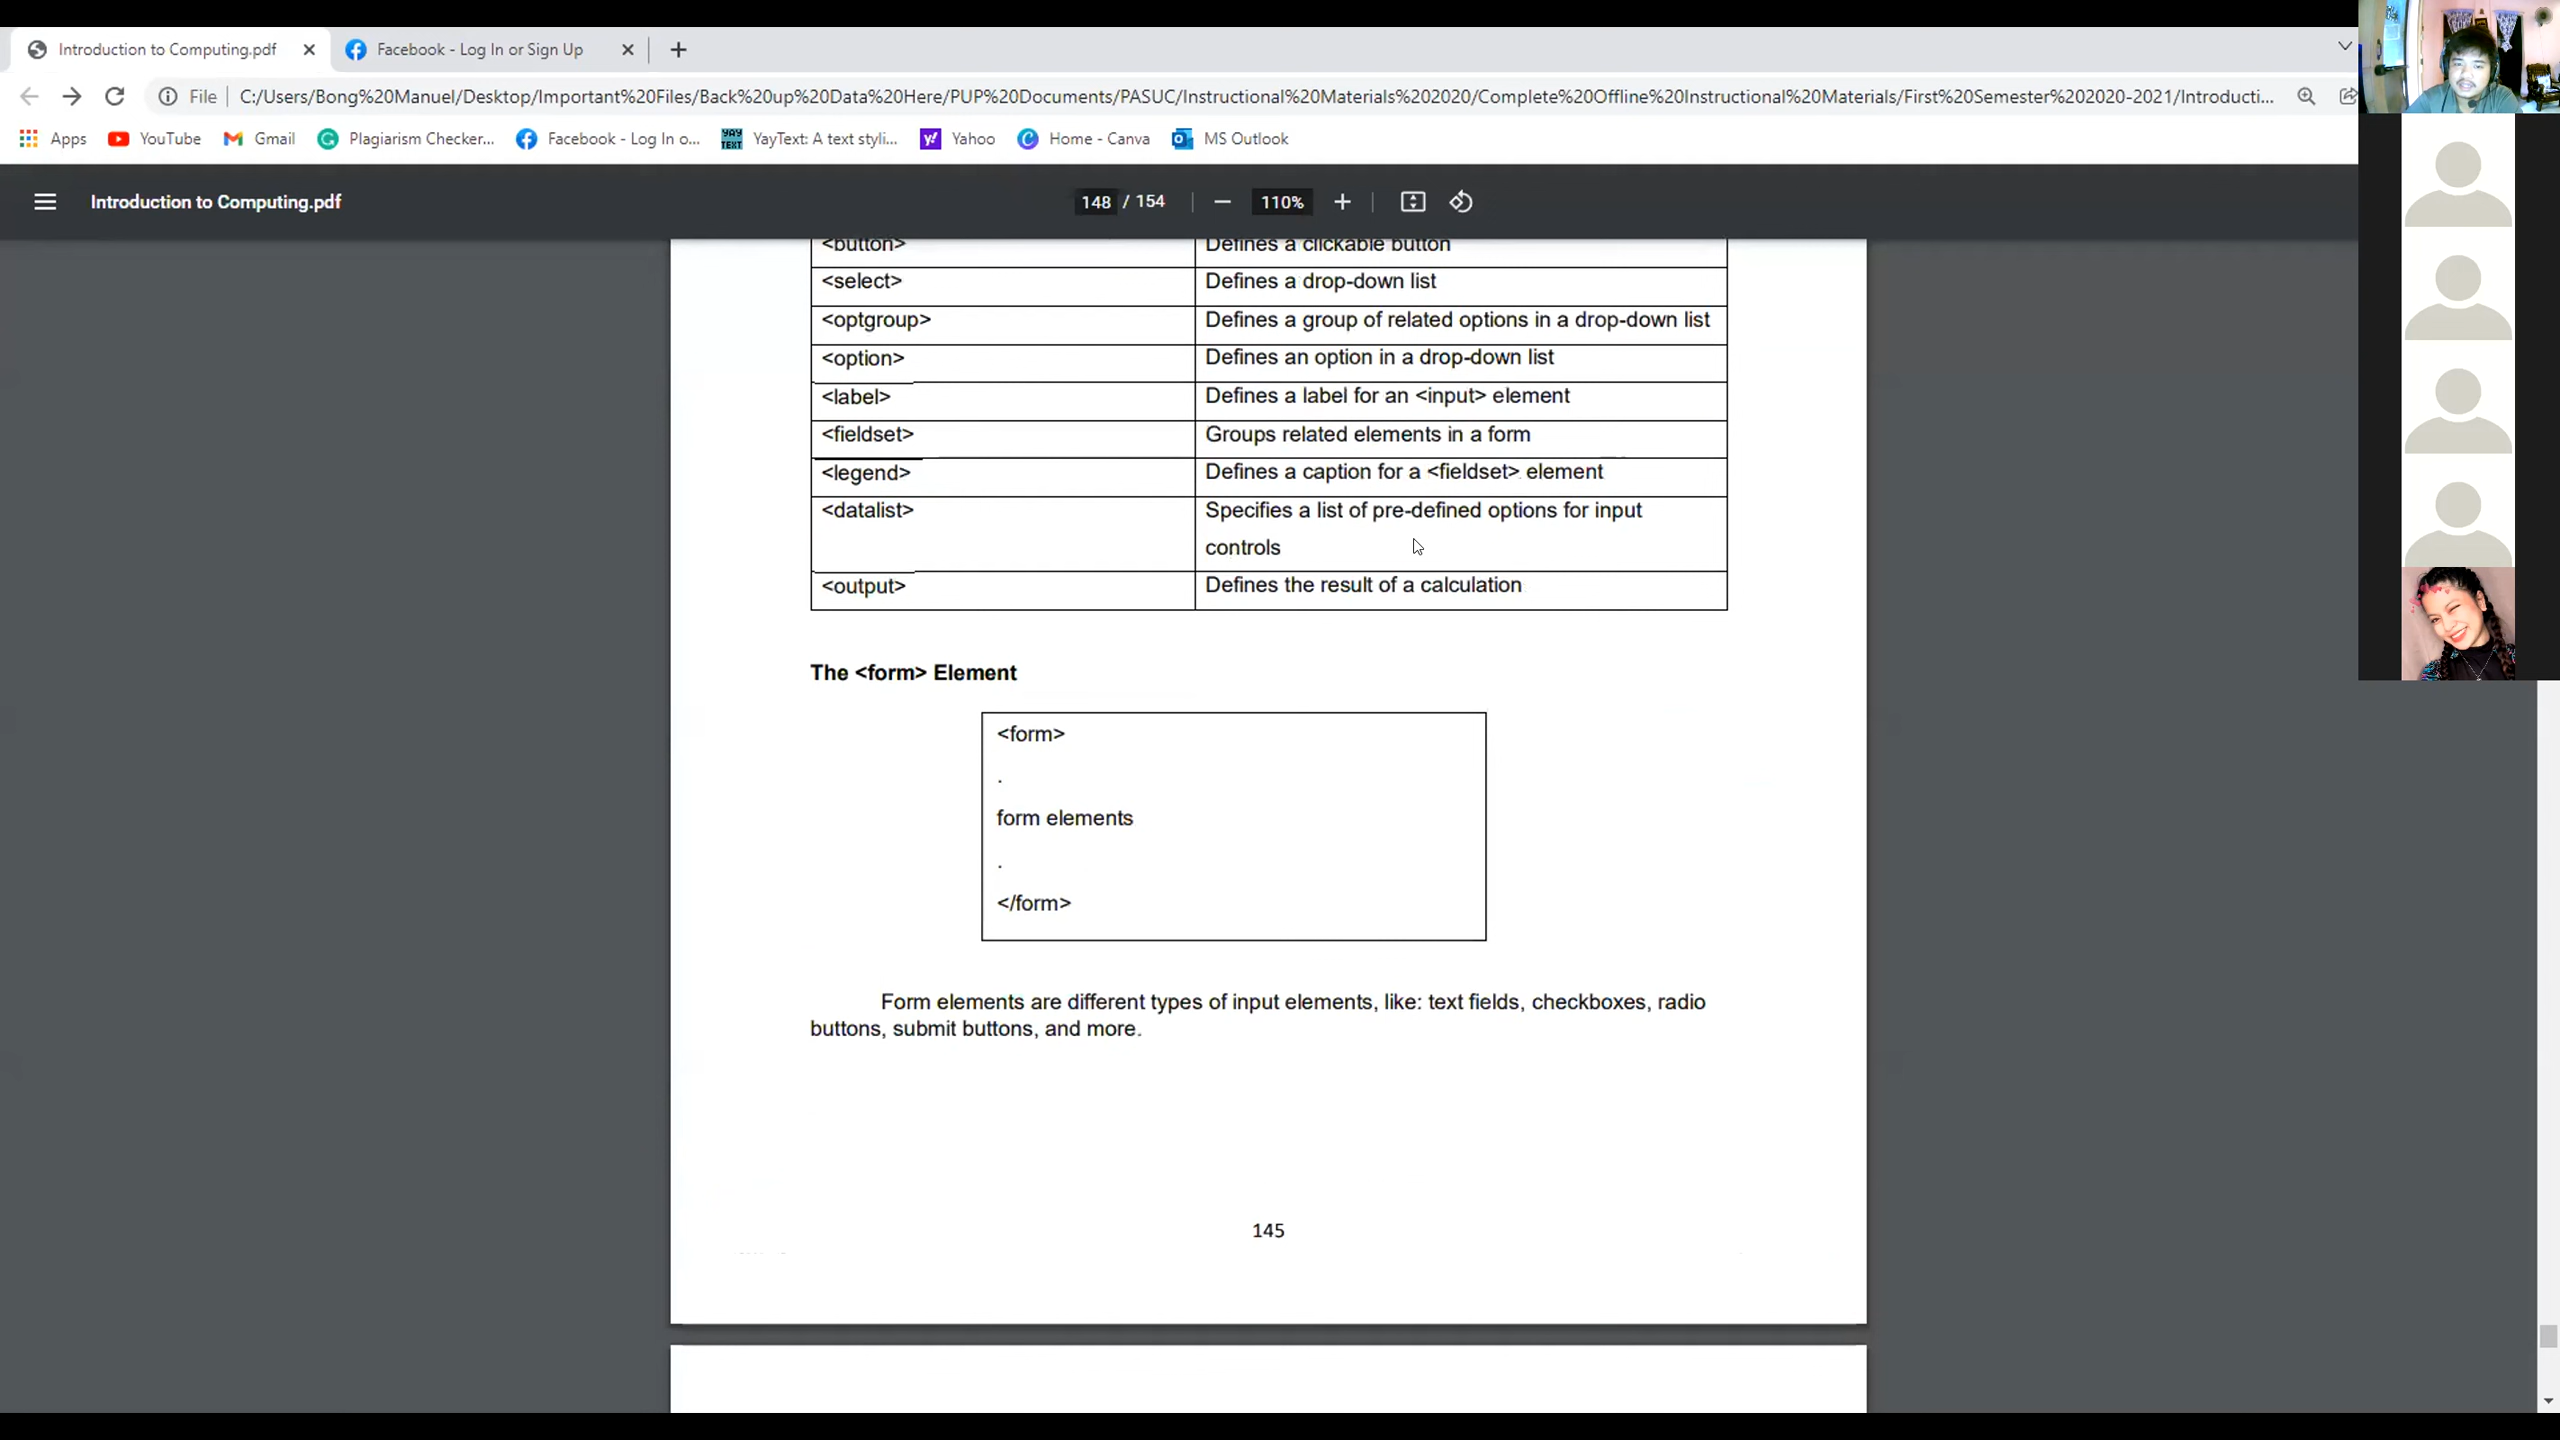 Introduction to Computing.pdf
Facebook - Log In or Sign Up
File
C:/Users/Bong%20Manuel/Desktop/Important%20Files/Back%20up%20Data%20Here/PUP%20Documents/PASUC/Instructional%20Materials%202020/Complete%20Offline%20Instructional%20Materials/First%20Semester%202020-2021/Introducti...
Apps YouTube Gmail Plagiarism Checker... Facebook - Log In o... YAY TEXT YayText: A text styli... Yahoo Home - Canva MS Outlook
Introduction to Computing.pdf
148 / 154
110%
<button> Defines a clickable button
<select> Defines a drop-down list
<optgroup> Defines a group of related options in a drop-down list
<option> Defines an option in a drop-down list
<label> Defines a label for an <input> element
<fieldset> Groups related elements in a form
<legend> Defines a caption for a <fieldset> element
<datalist> Specifies a list of pre-defined options for input
controls
<output> Defines the result of a calculation
The <form> Element
<form>
.
form elements
.
</form>
Form elements are different types of input elements, like: text fields, checkboxes, radio
buttons, submit buttons, and more.
145